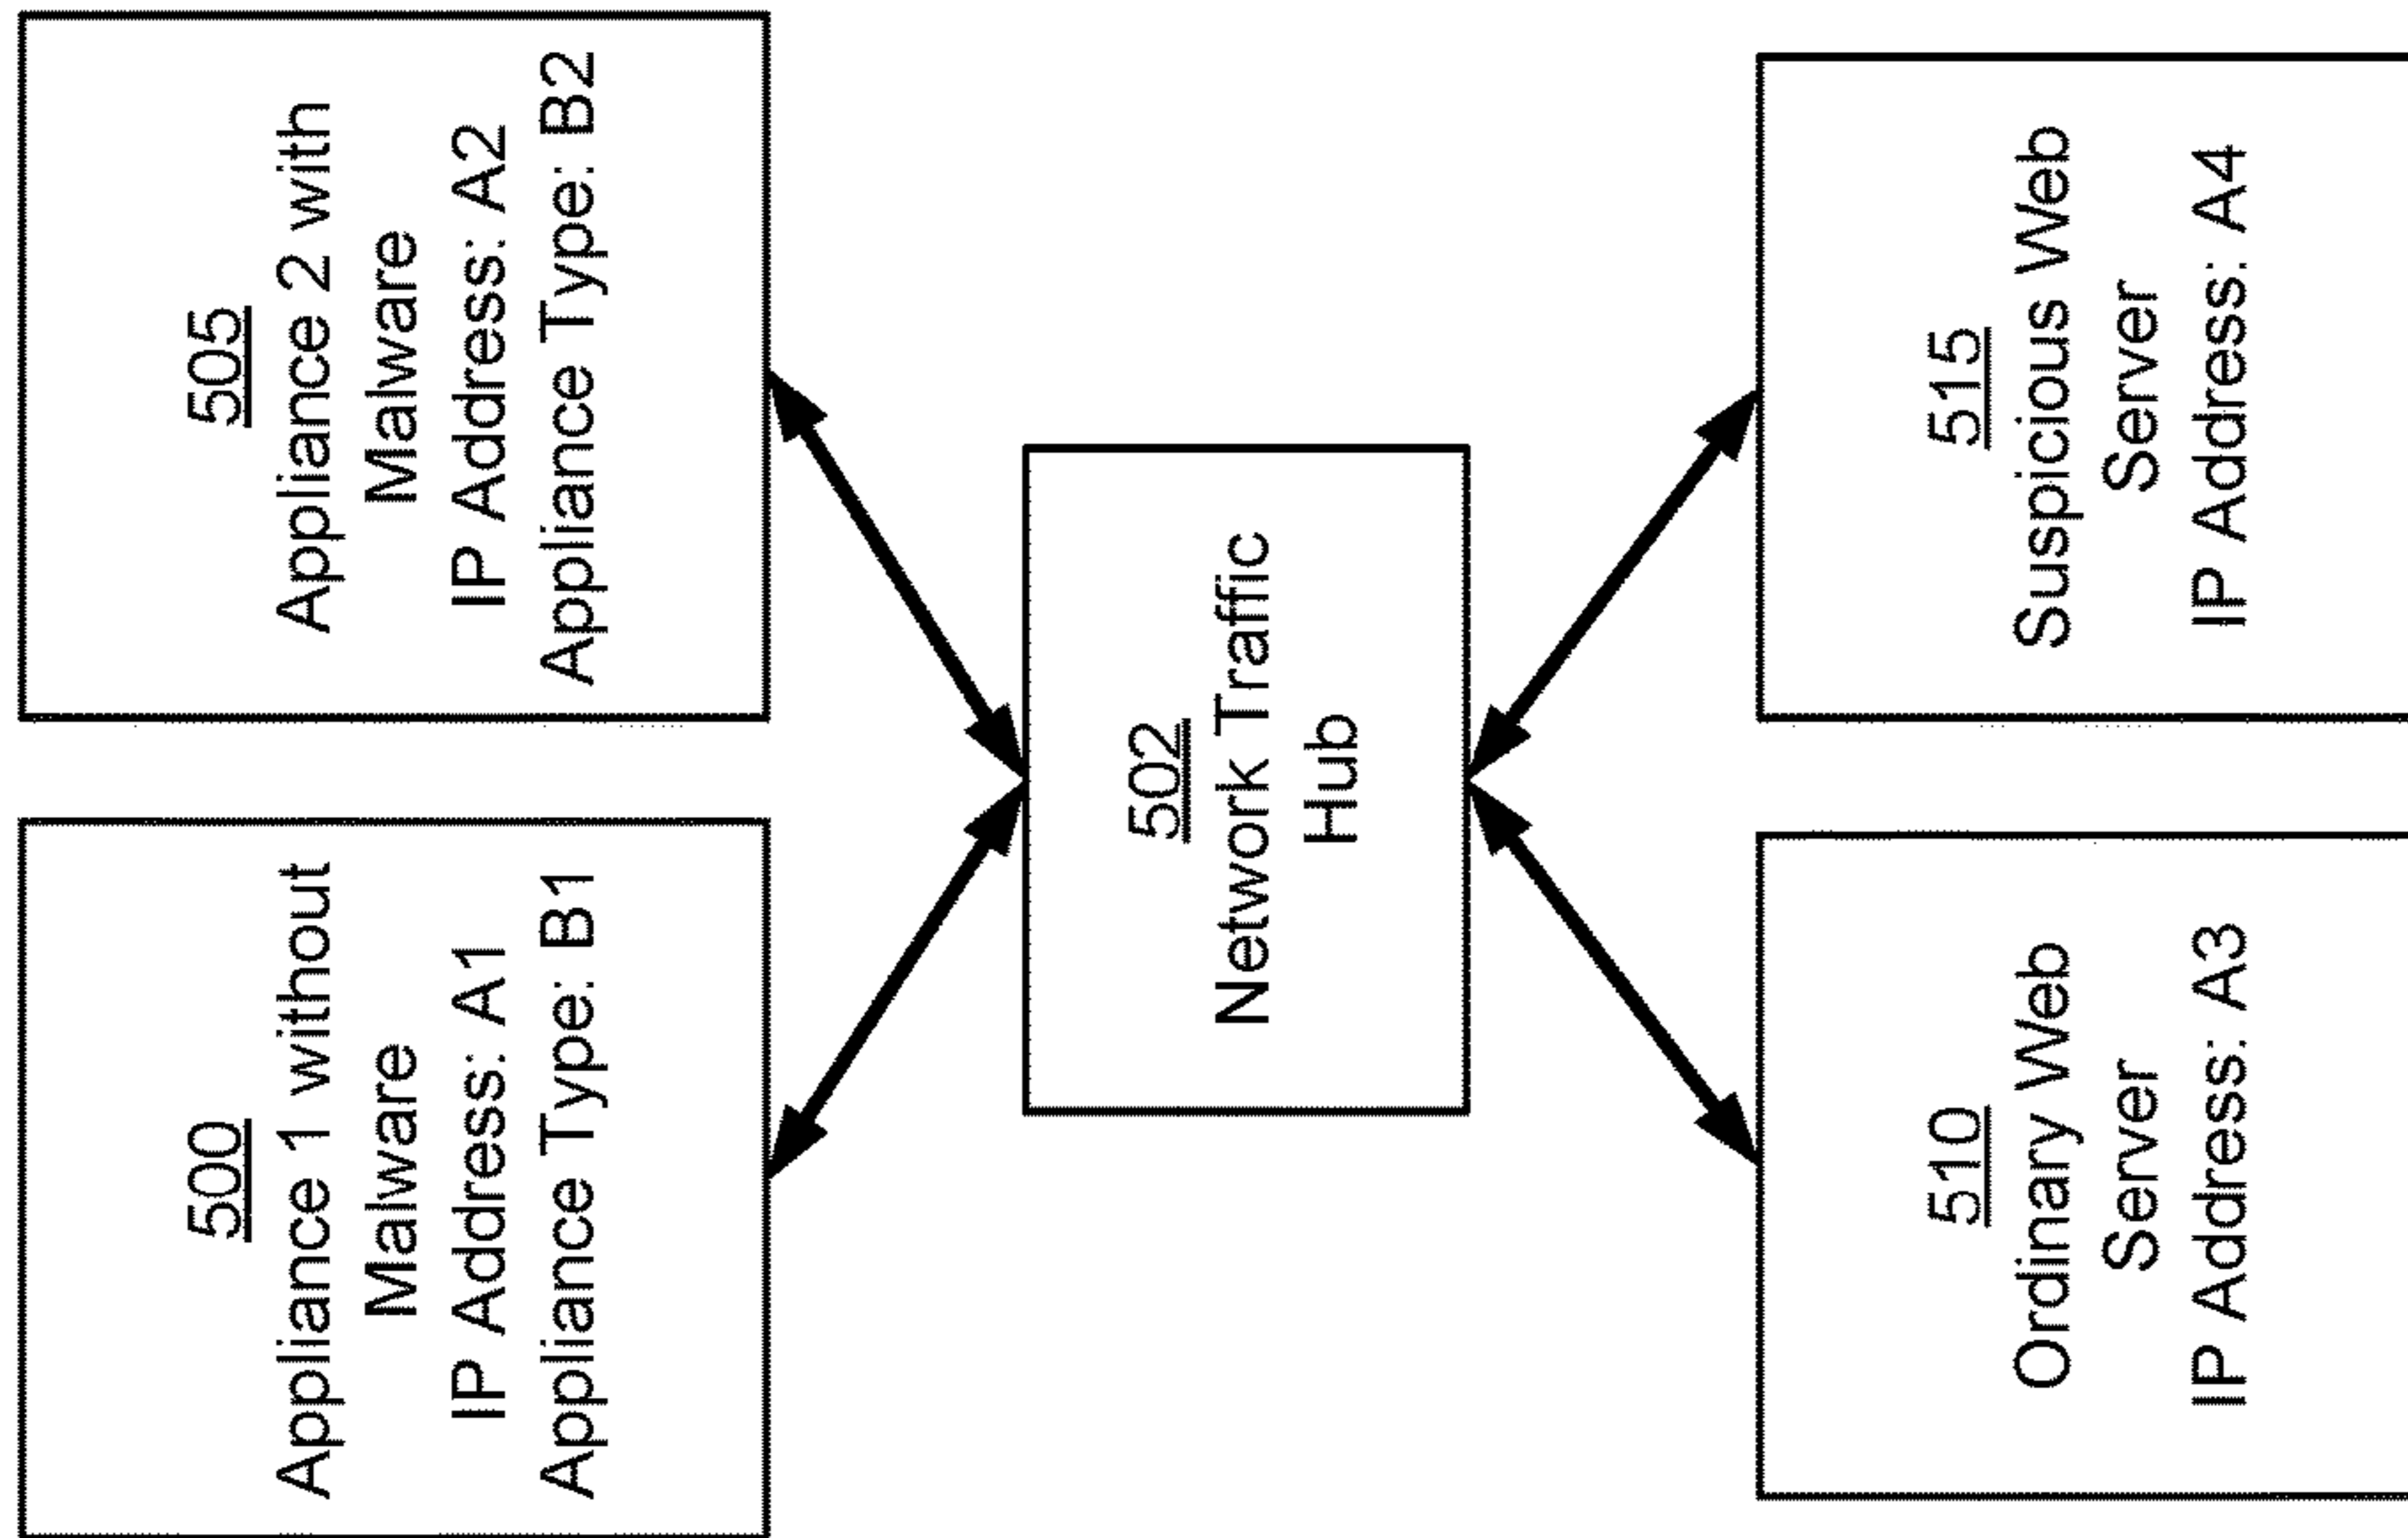 500
Appliance 1 without
Malware
IP Address: A1
Appliance Type: B1
505
Appliance 2 with
Malware
IP Address: A2
Appliance Type: B2
502
Network Traffic
Hub
510
Ordinary Web
Server
IP Address: A3
515
Suspicious Web
Server
IP Address: A4